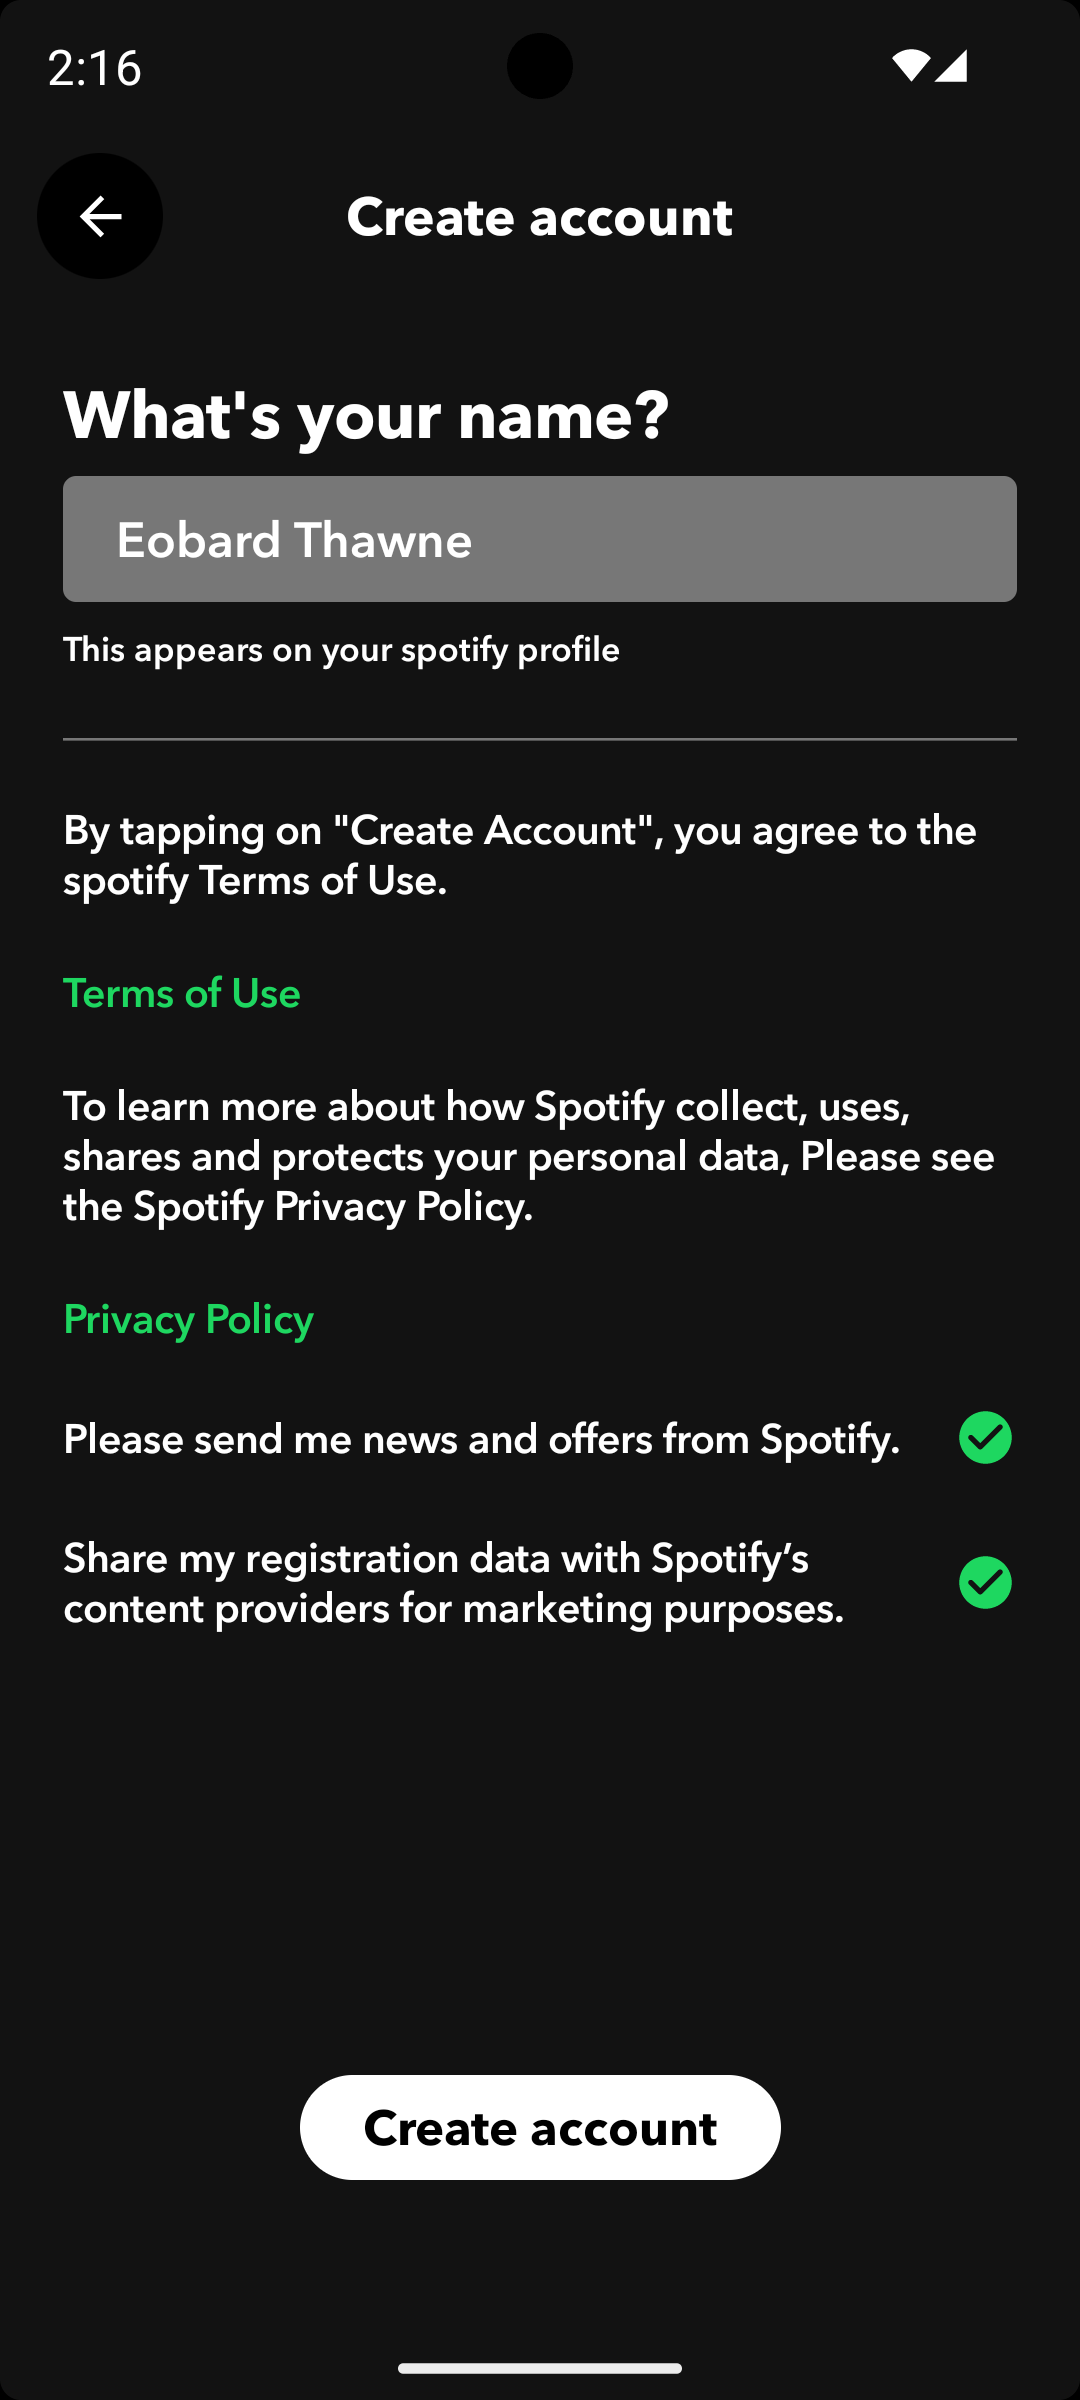 2:16
Create account
What's your name?
Eobard Thawne
This appears on your spotify profile
By tapping on "Create Account", you agree to the
spotify Terms of Use.
Terms of Use
To learn more about how Spotify collect, uses,
shares and protects your personal data, Please see
the Spotify Privacy Policy.
Privacy Policy
Please send me news and offers from Spotify.
Share my registration data with Spotify’s
content providers for marketing purposes.
Create account